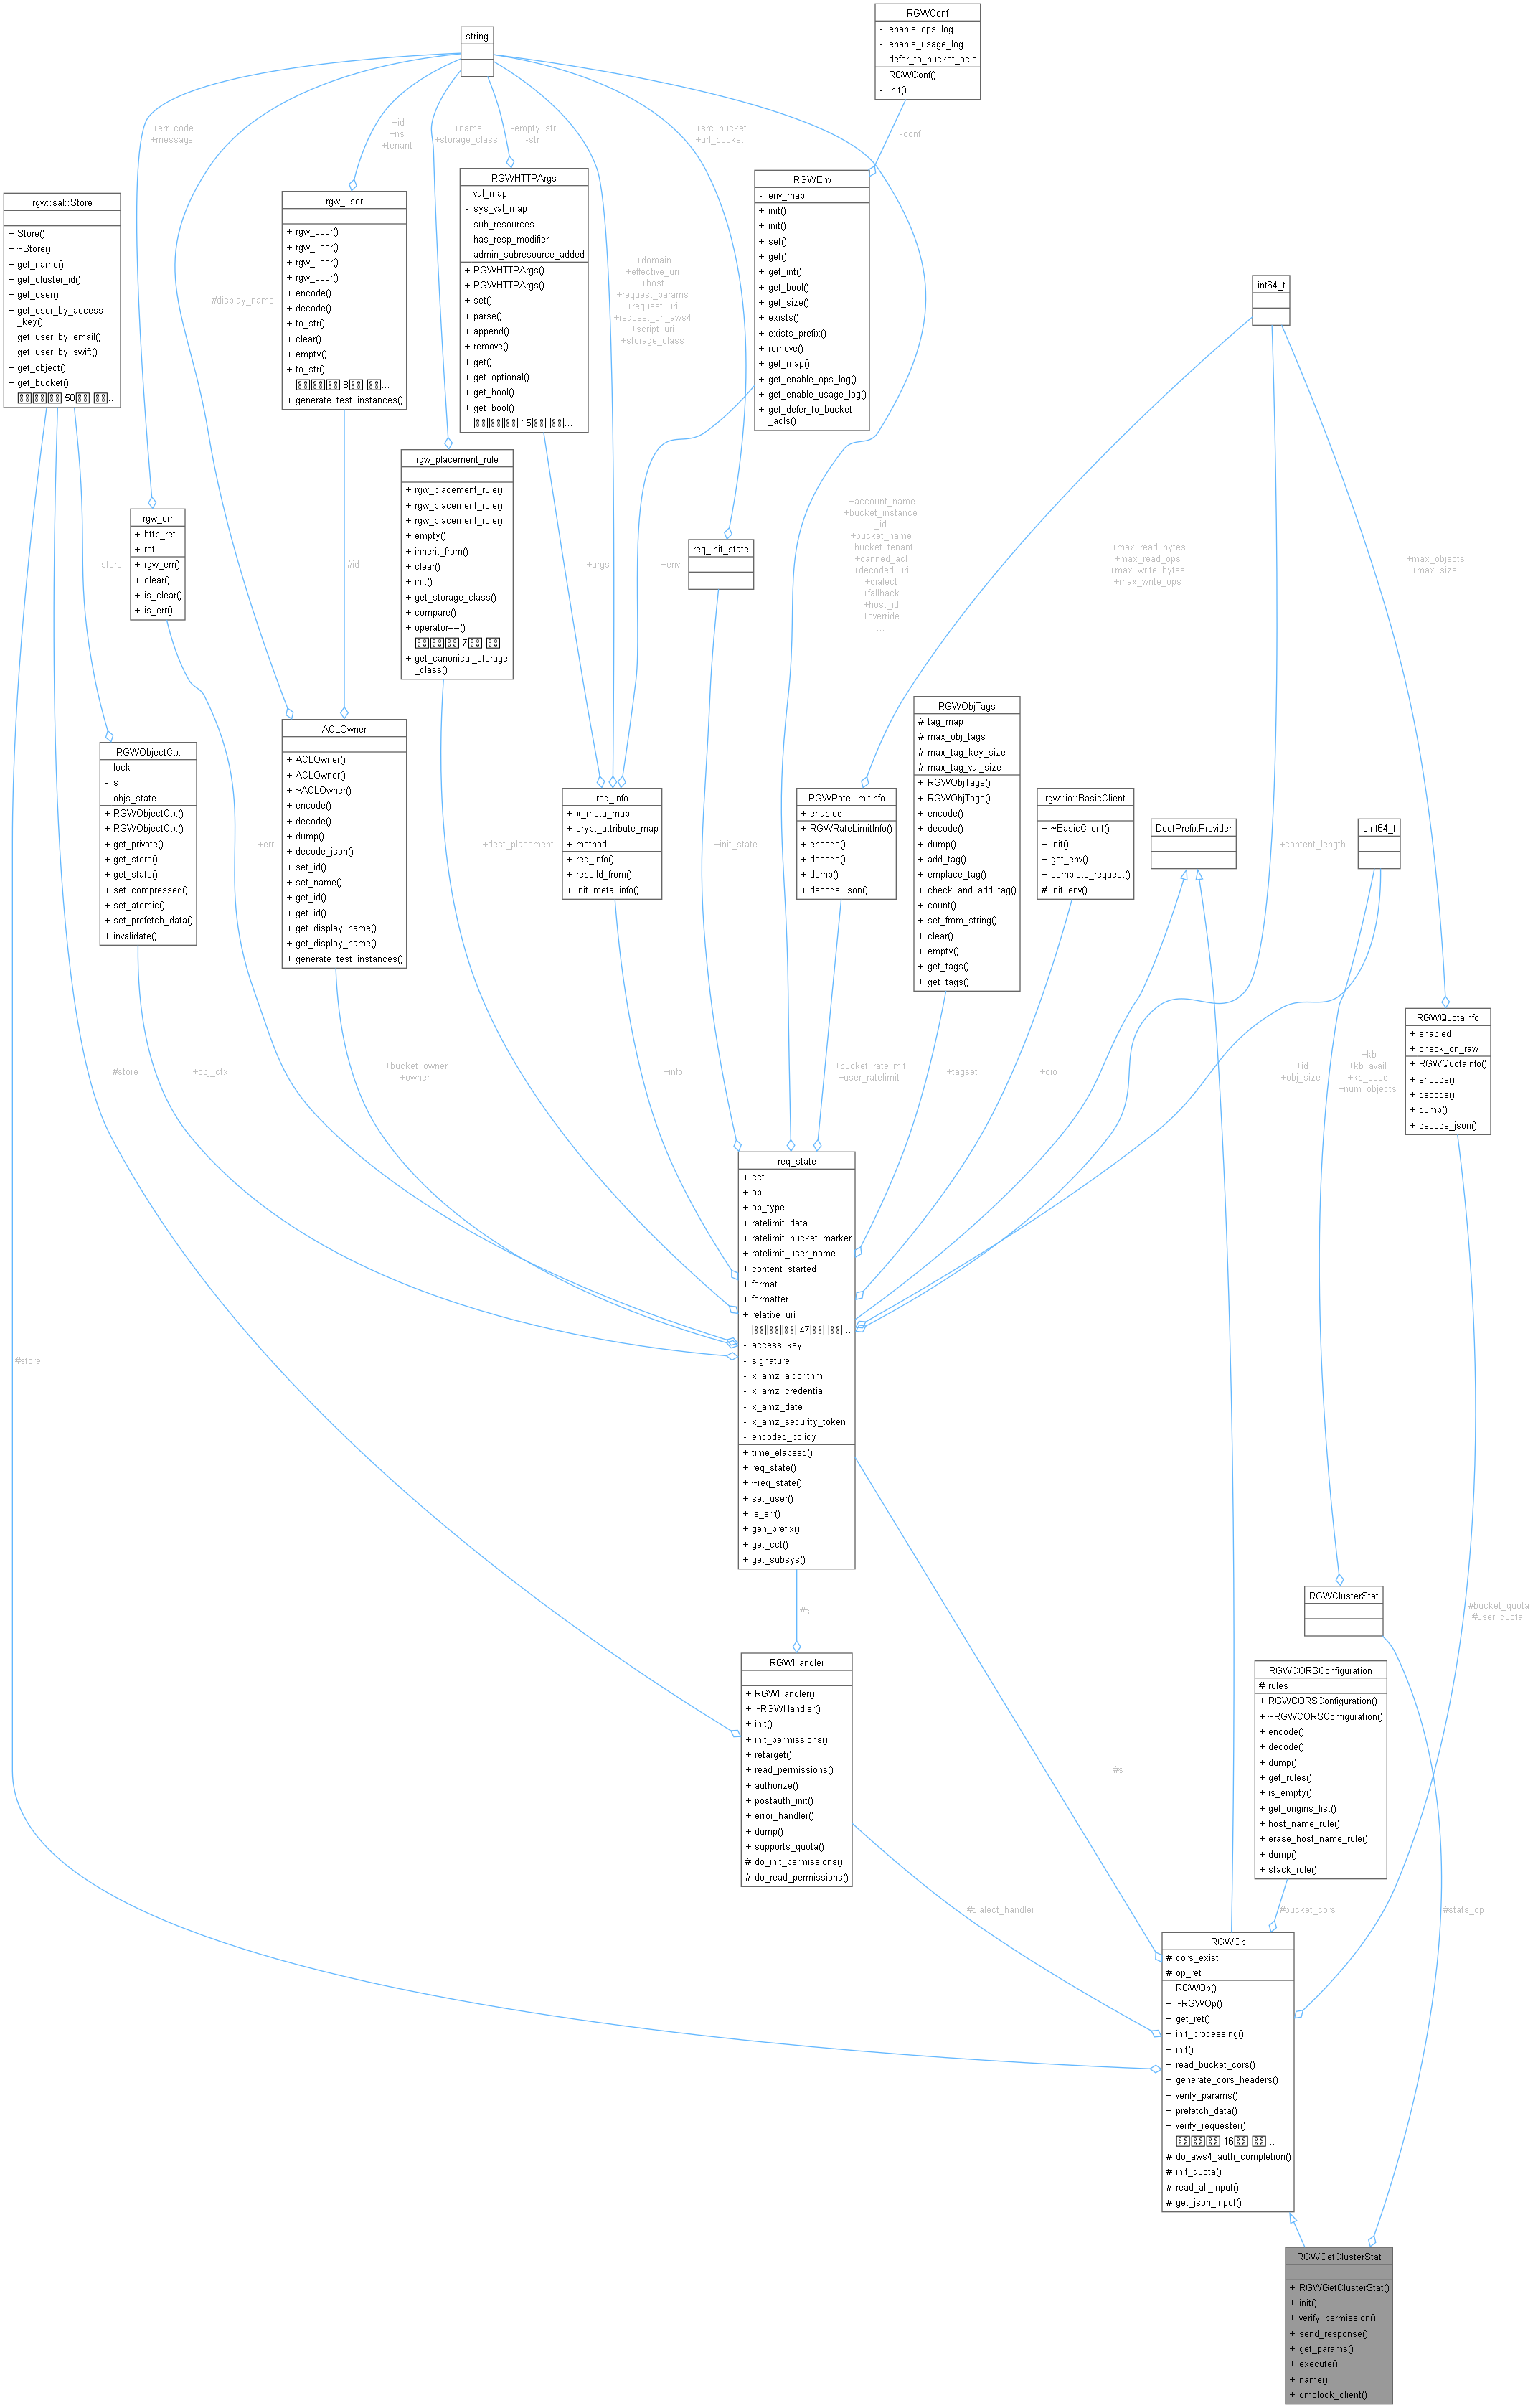 RGWConf
- enable_ops_log
- enable_usage_log
- defer_to_bucket_acls
+ RGWConf()
- init()
string
-conf
+err_code
+message
+id
+ns
+tenant
+name
+storage_class
-empty_str
-str
+src_bucket
+url_bucket
rgw::sal::Store
+ Store()
+ ~Store()
+ get_name()
+ get_cluster_id()
+ get_user()
+ get_user_by_access
_key()
+ get_user_by_email()
+ get_user_by_swift()
+ get_object()
+ get_bucket()
50
rgw_user
+ rgw_user()
+ rgw_user()
+ rgw_user()
+ rgw_user()
+ encode()
+ decode()
+ to_str()
+ clear()
+ empty()
+ to_str()
8
+ generate_test_instances()
RGWHTTPArgs
- val_map
- sys_val_map
- sub_resources
- has_resp_modifier
- admin_subresource_added
+ RGWHTTPArgs()
+ RGWHTTPArgs()
+ set()
+ parse()
+ append()
+ remove()
+ get()
+ get_optional()
+ get_bool()
+ get_bool()
15
RGWEnv
- env_map
+ init()
+ init()
+ set()
+ get()
+ get_int()
+ get_bool()
+ get_size()
+ exists()
+ exists_prefix()
+ remove()
+ get_map()
+ get_enable_ops_log()
+ get_enable_usage_log()
+ get_defer_to_bucket
_acls()
#display_name
+domain
+effective_uri
+host
+request_params
+request_uri
+request_uri_aws4
+script_uri
+storage_class
int64_t
rgw_placement_rule
+ rgw_placement_rule()
+ rgw_placement_rule()
+ rgw_placement_rule()
+ empty()
+ inherit_from()
+ clear()
+ init()
+ get_storage_class()
+ compare()
+ operator==()
7
+ get_canonical_storage
_class()
rgw_err
+ http_ret
+ ret
+ rgw_err()
+ clear()
+ is_clear()
+ is_err()
-store
#id
+args
+env
req_init_state
+account_name
+bucket_instance
_id
+bucket_name
+bucket_tenant
+canned_acl
+decoded_uri
+dialect
+fallback
+host_id
+override
...
+max_read_bytes
+max_read_ops
+max_write_bytes
+max_write_ops
+max_objects
+max_size
RGWObjectCtx
- lock
- s
- objs_state
+ RGWObjectCtx()
+ RGWObjectCtx()
+ get_private()
+ get_store()
+ get_state()
+ set_compressed()
+ set_atomic()
+ set_prefetch_data()
+ invalidate()
+err
ACLOwner
+ ACLOwner()
+ ACLOwner()
+ ~ACLOwner()
+ encode()
+ decode()
+ dump()
+ decode_json()
+ set_id()
+ set_name()
+ get_id()
+ get_id()
+ get_display_name()
+ get_display_name()
+ generate_test_instances()
+dest_placement
req_info
+ x_meta_map
+ crypt_attribute_map
+ method
+ req_info()
+ rebuild_from()
+ init_meta_info()
+init_state
RGWRateLimitInfo
+ enabled
+ RGWRateLimitInfo()
+ encode()
+ decode()
+ dump()
+ decode_json()
RGWObjTags
# tag_map
# max_obj_tags
# max_tag_key_size
# max_tag_val_size
+ RGWObjTags()
+ RGWObjTags()
+ encode()
+ decode()
+ dump()
+ add_tag()
+ emplace_tag()
+ check_and_add_tag()
+ count()
+ set_from_string()
+ clear()
+ empty()
+ get_tags()
+ get_tags()
rgw::io::BasicClient
+ ~BasicClient()
+ init()
+ get_env()
+ complete_request()
# init_env()
DoutPrefixProvider
+content_length
uint64_t
RGWQuotaInfo
+ enabled
+ check_on_raw
+ RGWQuotaInfo()
+ encode()
+ decode()
+ dump()
+ decode_json()
#store
+obj_ctx
+bucket_owner
+owner
+info
+bucket_ratelimit
+user_ratelimit
+tagset
+cio
+id
+obj_size
+kb
+kb_avail
+kb_used
+num_objects
#store
req_state
+ cct
+ op
+ op_type
+ ratelimit_data
+ ratelimit_bucket_marker
+ ratelimit_user_name
+ content_started
+ format
+ formatter
+ relative_uri
47
- access_key
- signature
- x_amz_algorithm
- x_amz_credential
- x_amz_date
- x_amz_security_token
- encoded_policy
+ time_elapsed()
+ req_state()
+ ~req_state()
+ set_user()
+ is_err()
+ gen_prefix()
+ get_cct()
+ get_subsys()
#s
RGWClusterStat
#bucket_quota
#user_quota
RGWHandler
+ RGWHandler()
+ ~RGWHandler()
+ init()
+ init_permissions()
+ retarget()
+ read_permissions()
+ authorize()
+ postauth_init()
+ error_handler()
+ dump()
+ supports_quota()
# do_init_permissions()
# do_read_permissions()
#s
RGWCORSConfiguration
# rules
+ RGWCORSConfiguration()
+ ~RGWCORSConfiguration()
+ encode()
+ decode()
+ dump()
+ get_rules()
+ is_empty()
+ get_origins_list()
+ host_name_rule()
+ erase_host_name_rule()
+ dump()
+ stack_rule()
#dialect_handler
#bucket_cors
#stats_op
RGWOp
# cors_exist
# op_ret
+ RGWOp()
+ ~RGWOp()
+ get_ret()
+ init_processing()
+ init()
+ read_bucket_cors()
+ generate_cors_headers()
+ verify_params()
+ prefetch_data()
+ verify_requester()
16
# do_aws4_auth_completion()
# init_quota()
# read_all_input()
# get_json_input()
RGWGetClusterStat
+ RGWGetClusterStat()
+ init()
+ verify_permission()
+ send_response()
+ get_params()
+ execute()
+ name()
+ dmclock_client()